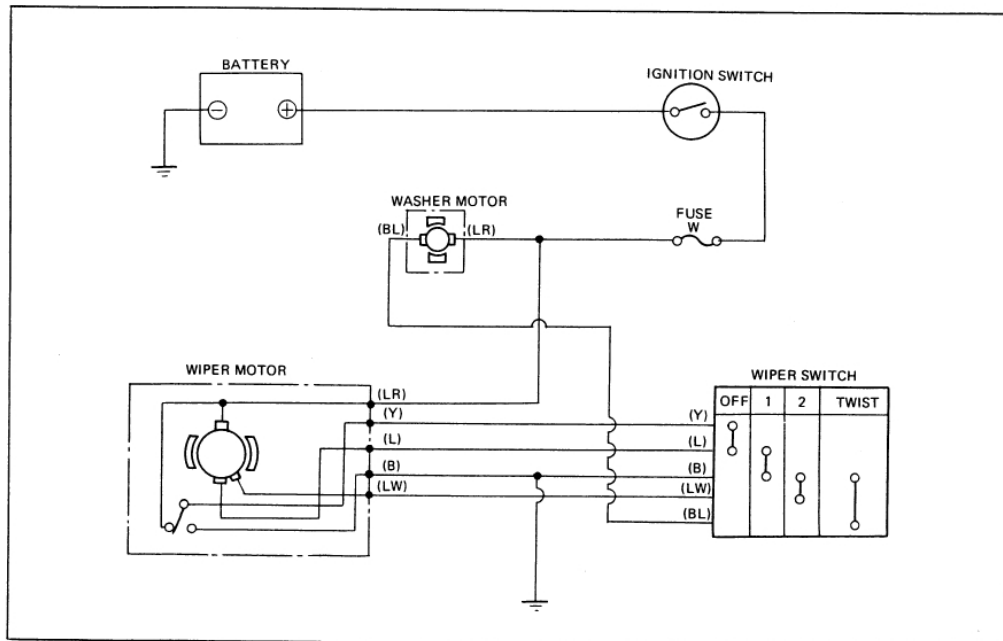 BATTERY
IGNITION SWITCH
WASHER MOTOR
FUSE
W
(BL)
(LR)
WIPER MOTOR
WIPER SWITCH
(LR)
OFF 1 2 TWIST
(Y) (Y)
(L) (L)
(B) (B)
(LW) (LW)
(BL)